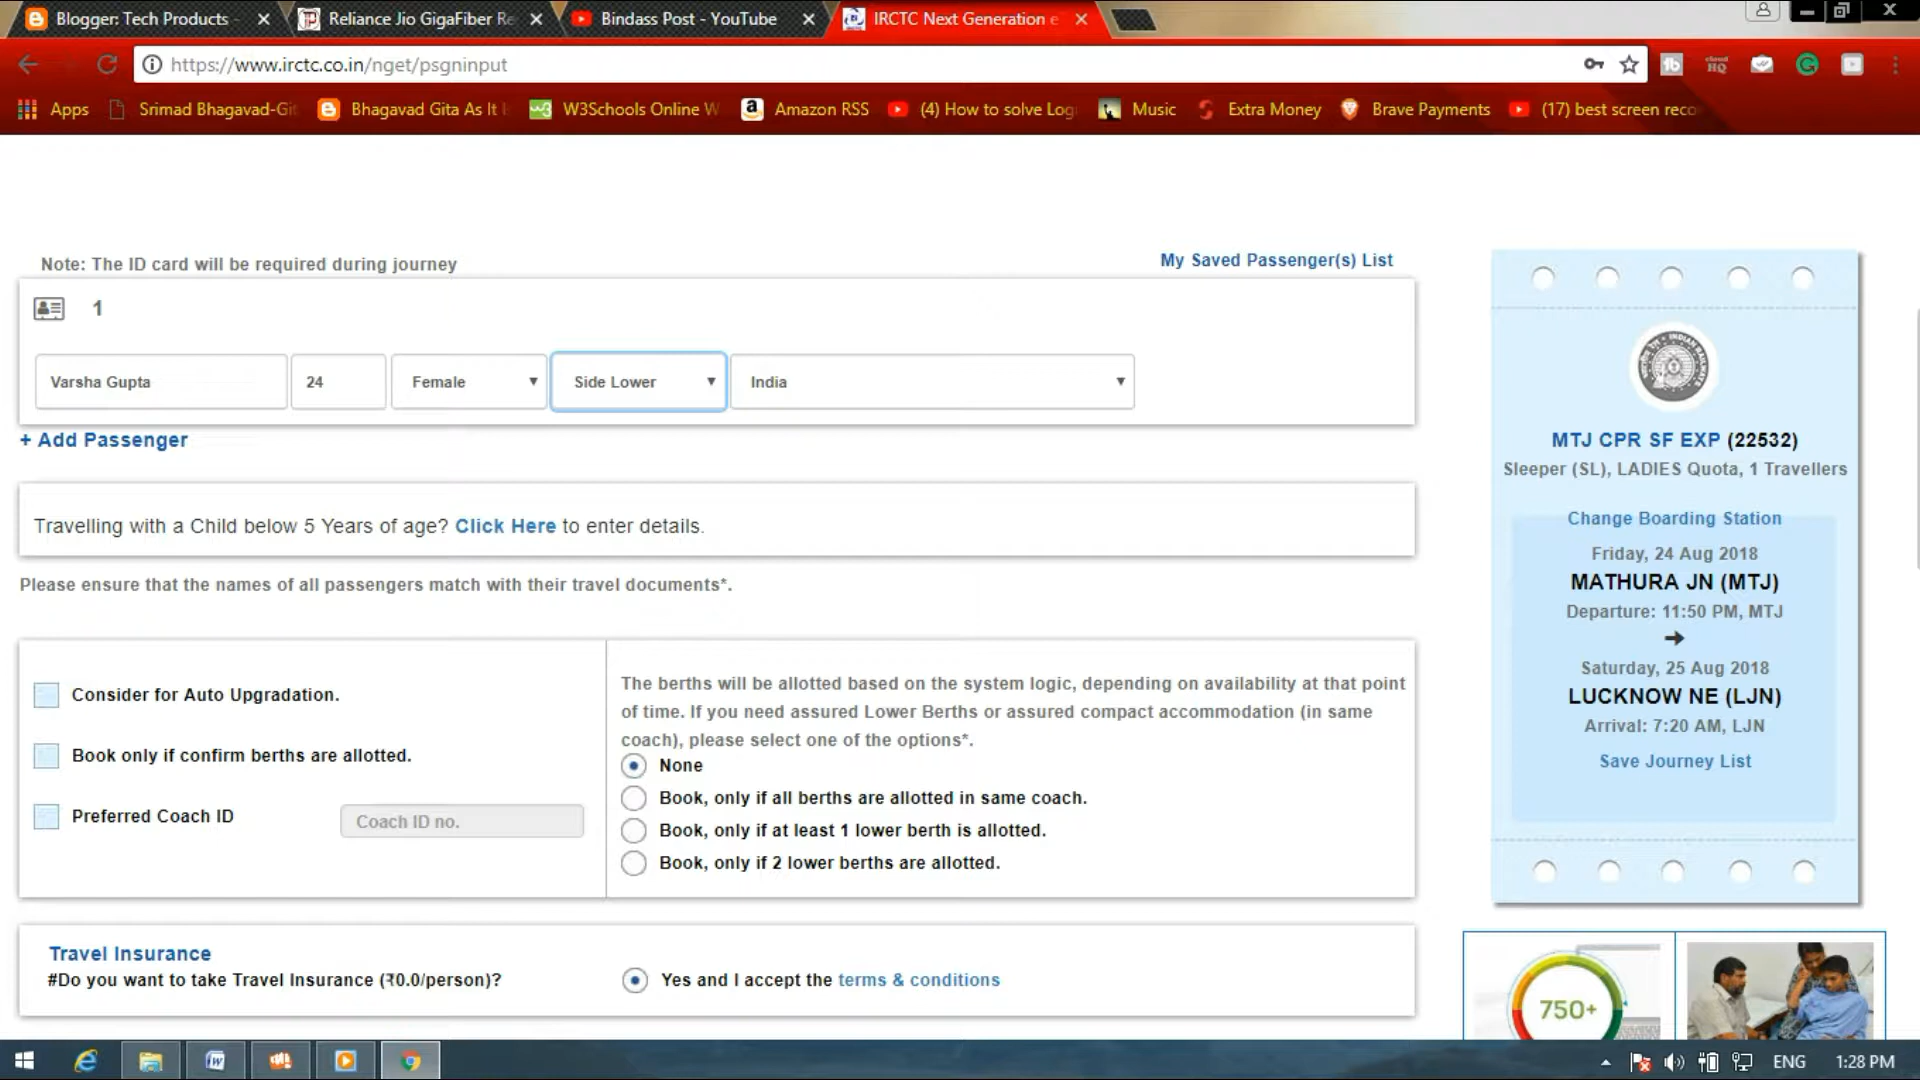 Blogger: Tech Products -
Reliance Jio GigaFiber Re
Bindass Post - YouTube
IRCTC Next Generation e
https://www.irctc.co.in/nget/psgninput
Apps
Srimad Bhagavad-Git
Bhagavad Gita As It I
W3Schools Online W
Amazon RSS
(4) How to solve Log
Music
Extra Money
Brave Payments
(17) best screen reco
Note: The ID card will be required during journey
My Saved Passenger(s) List
1
Varsha Gupta
24
Female
Side Lower
India
+ Add Passenger
Travelling with a Child below 5 Years of age? Click Here to enter details.
Please ensure that the names of all passengers match with their travel documents*.
Consider for Auto Upgradation.
Book only if confirm berths are allotted.
Preferred Coach ID
Coach ID no.
The berths will be allotted based on the system logic, depending on availability at that point
of time. If you need assured Lower Berths or assured compact accommodation (in same
coach), please select one of the options*.
None
Book, only if all berths are allotted in same coach.
Book, only if at least 1 lower berth is allotted.
Book, only if 2 lower berths are allotted.
Travel Insurance
#Do you want to take Travel Insurance (₹0.0/person)?
Yes and I accept the terms & conditions
MTJ CPR SF EXP (22532)
Sleeper (SL), LADIES Quota, 1 Travellers
Change Boarding Station
Friday, 24 Aug 2018
MATHURA JN (MTJ)
Departure: 11:50 PM, MTJ
Saturday, 25 Aug 2018
LUCKNOW NE (LJN)
Arrival: 7:20 AM, LJN
Save Journey List
750+
ENG
1:28 PM